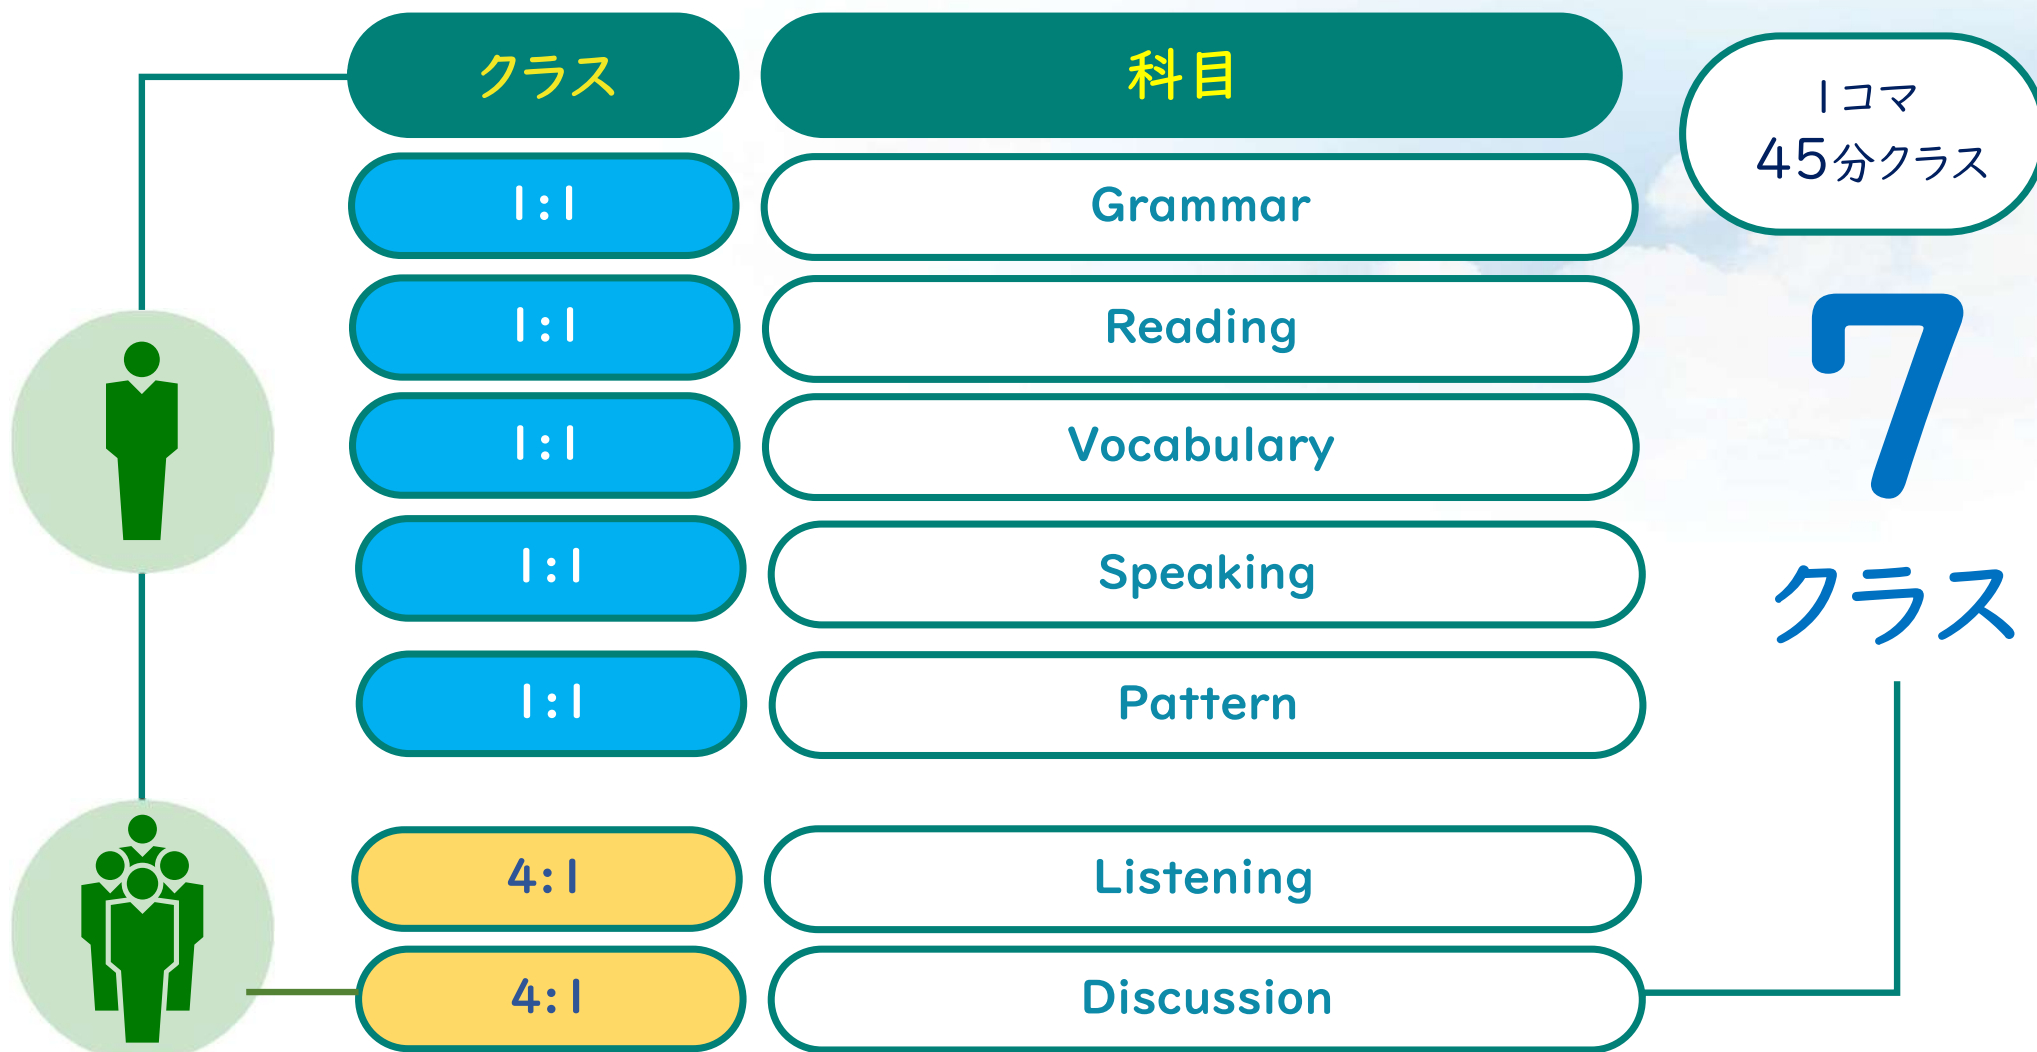 クラス 科目
1コマ
45分クラス
1:1 Grammar
1:1 Reading
1:1 Vocabulary
1:1 Speaking
1:1 Pattern
4:1 Listening
4:1 Discussion
7
クラス